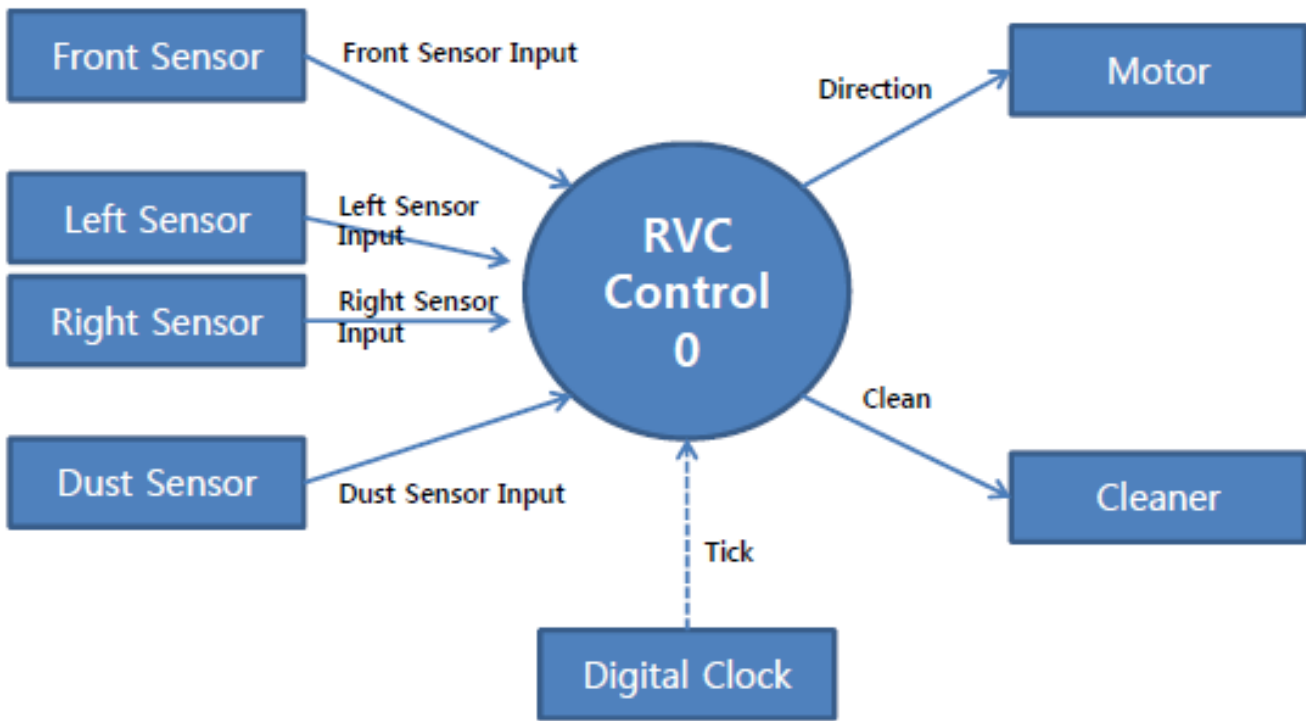 Front Sensor
Front Sensor Input
Motor
Direction
Left Sensor
Left Sensor
Input
RVC
Control
0
Right Sensor
Right Sensor
Input
Clean
Dust Sensor
Dust Sensor Input
Cleaner
Tick
Digital Clock